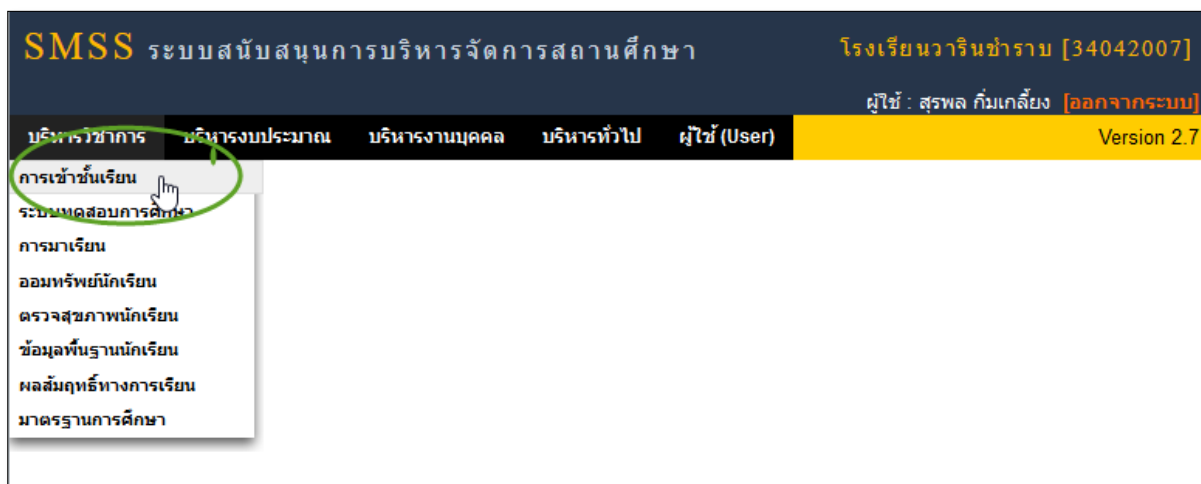 SMSS ระบบสนับสนุนการบริหารจัดการสถานศึกษา
โรงเรียนวารินชำราบ [34042007]
ผู้ใช้ : สุรพล กิ่มเกลี้ยง [ออกจากระบบ]
บริหารวิชาการ บริหารงบประมาณ บริหารงานบุคคล บริหารทั่วไป ผู้ใช้ (User) Version 2.7
การเข้าชั้นเรียน
ระบบทดสอบการศึกษา
การมาเรียน
ออมทรัพย์นักเรียน
ตรวจสุขภาพนักเรียน
ข้อมูลพื้นฐานนักเรียน
ผลสัมฤทธิ์ทางการเรียน
มาตรฐานการศึกษา